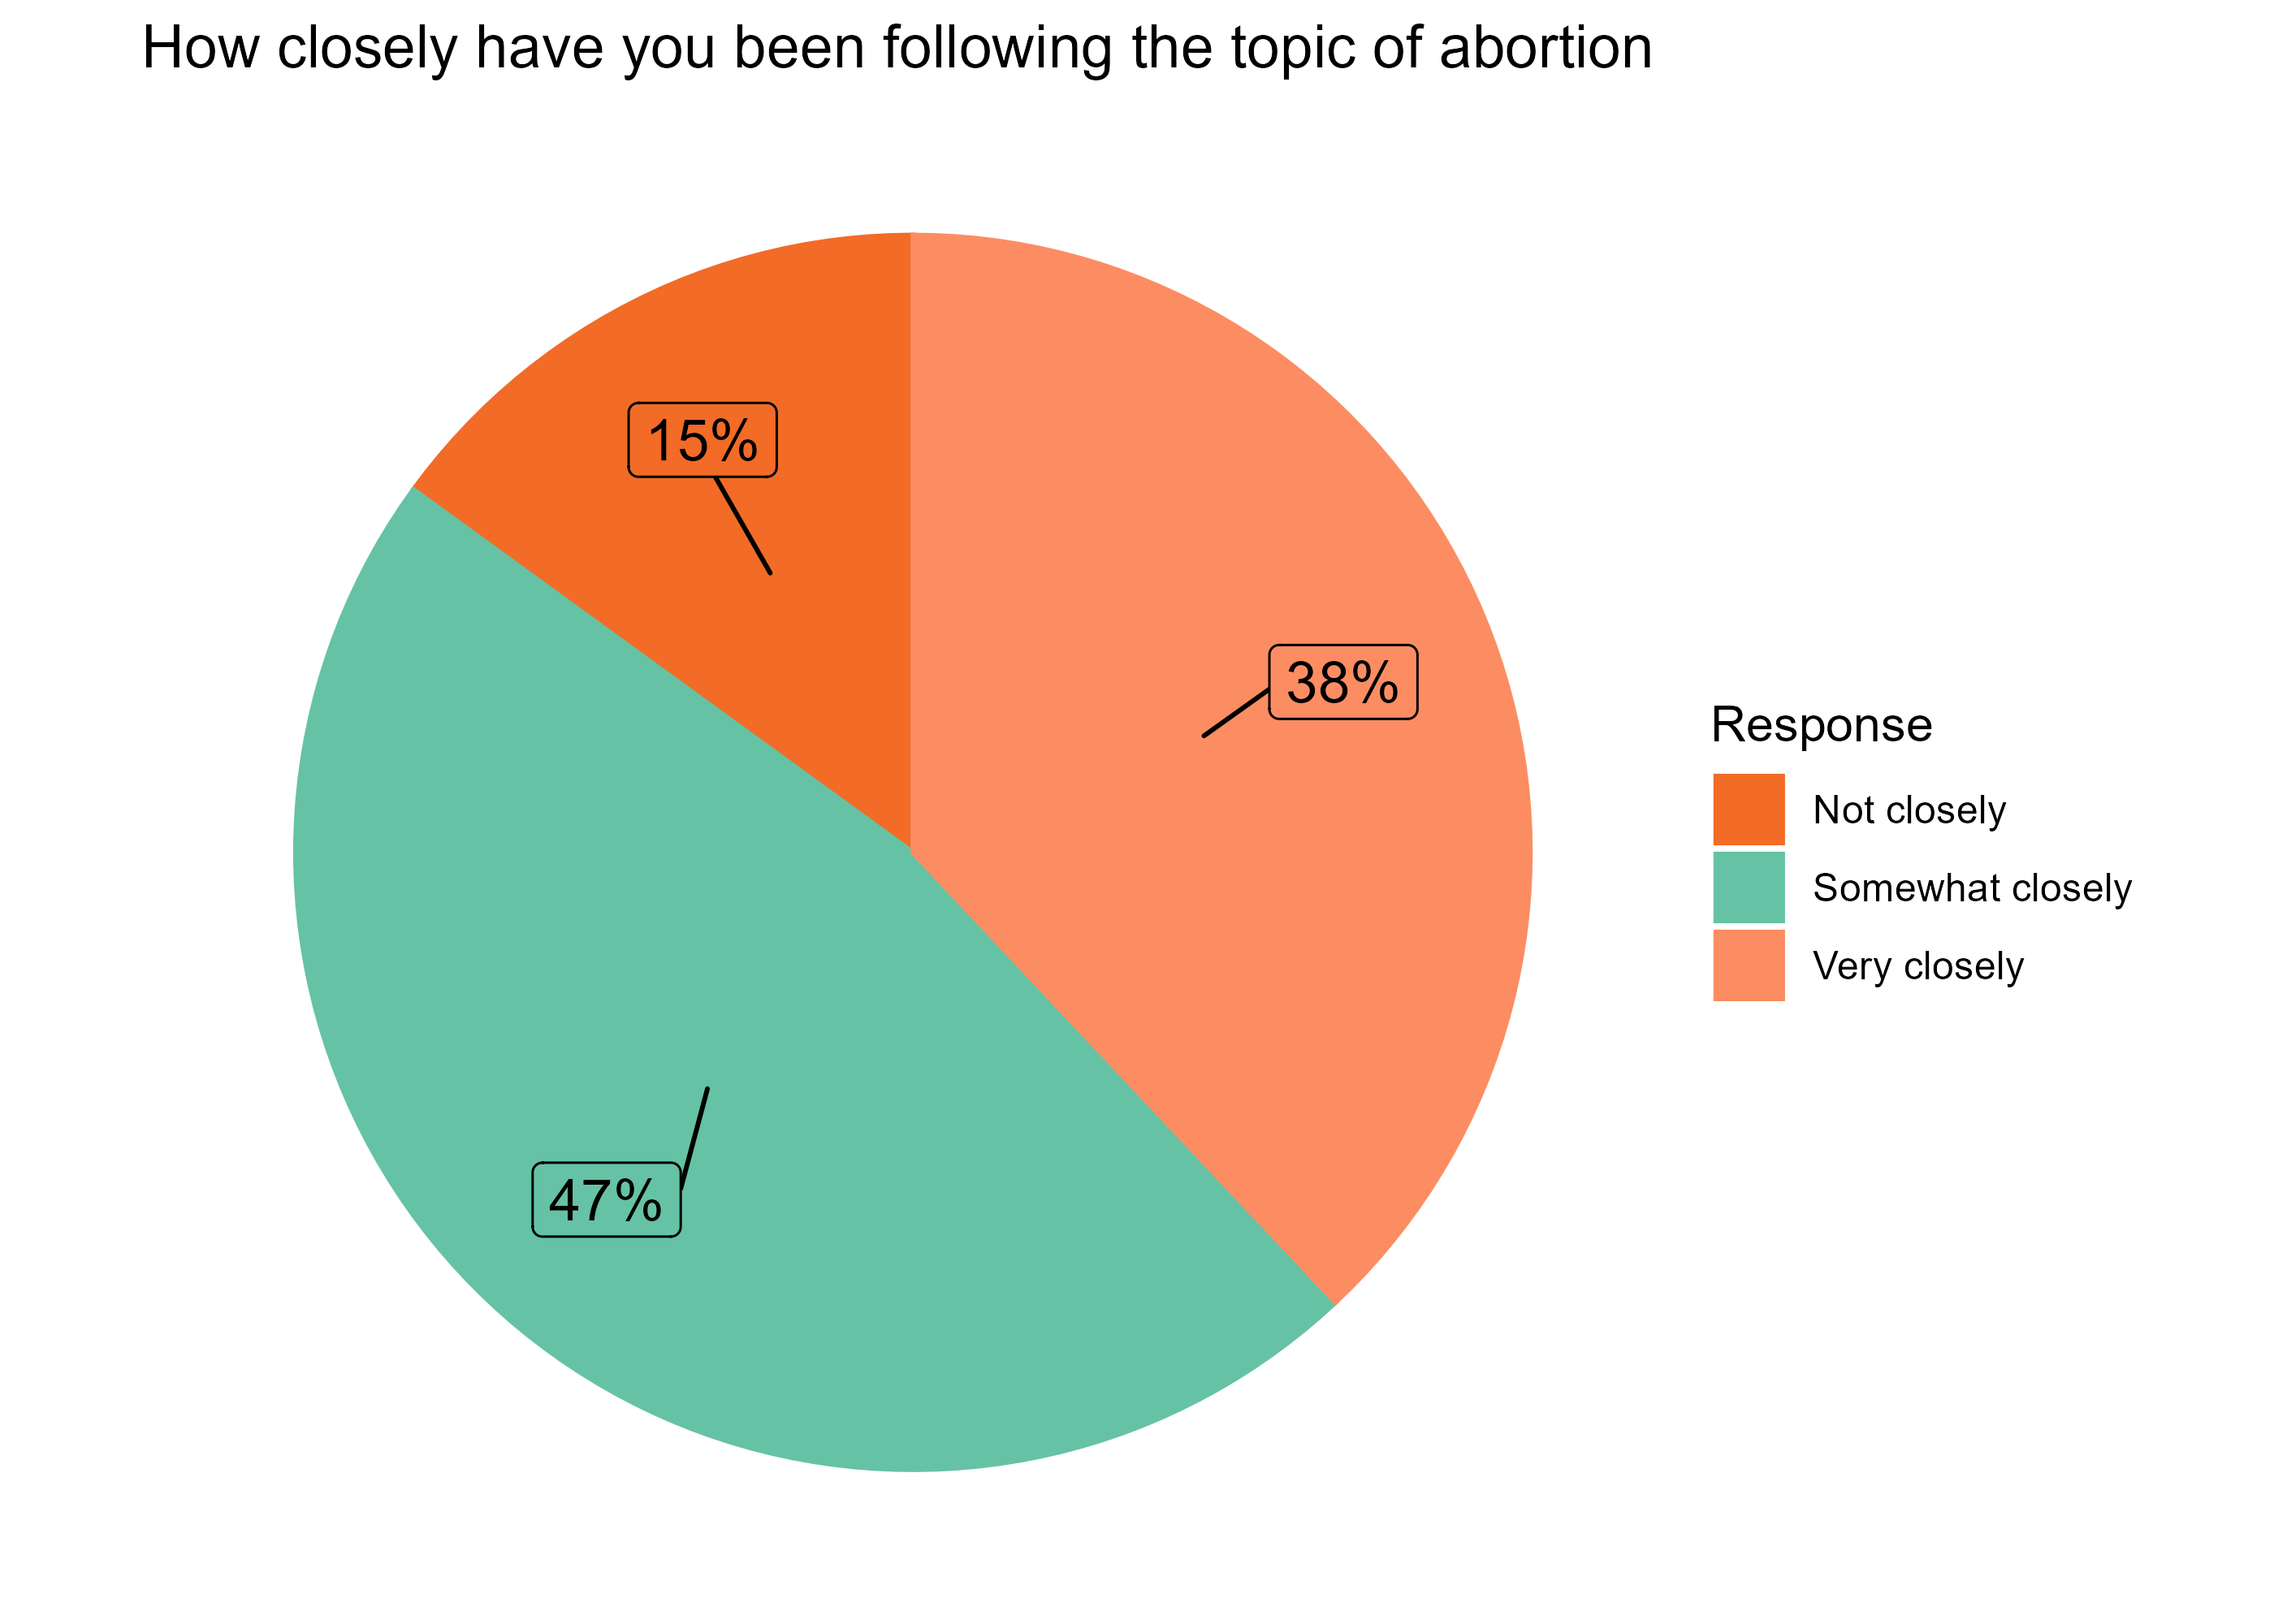 How closely have you been following the topic of abortion
15%
38%
47%
Response
Not closely
Somewhat closely
Very closely